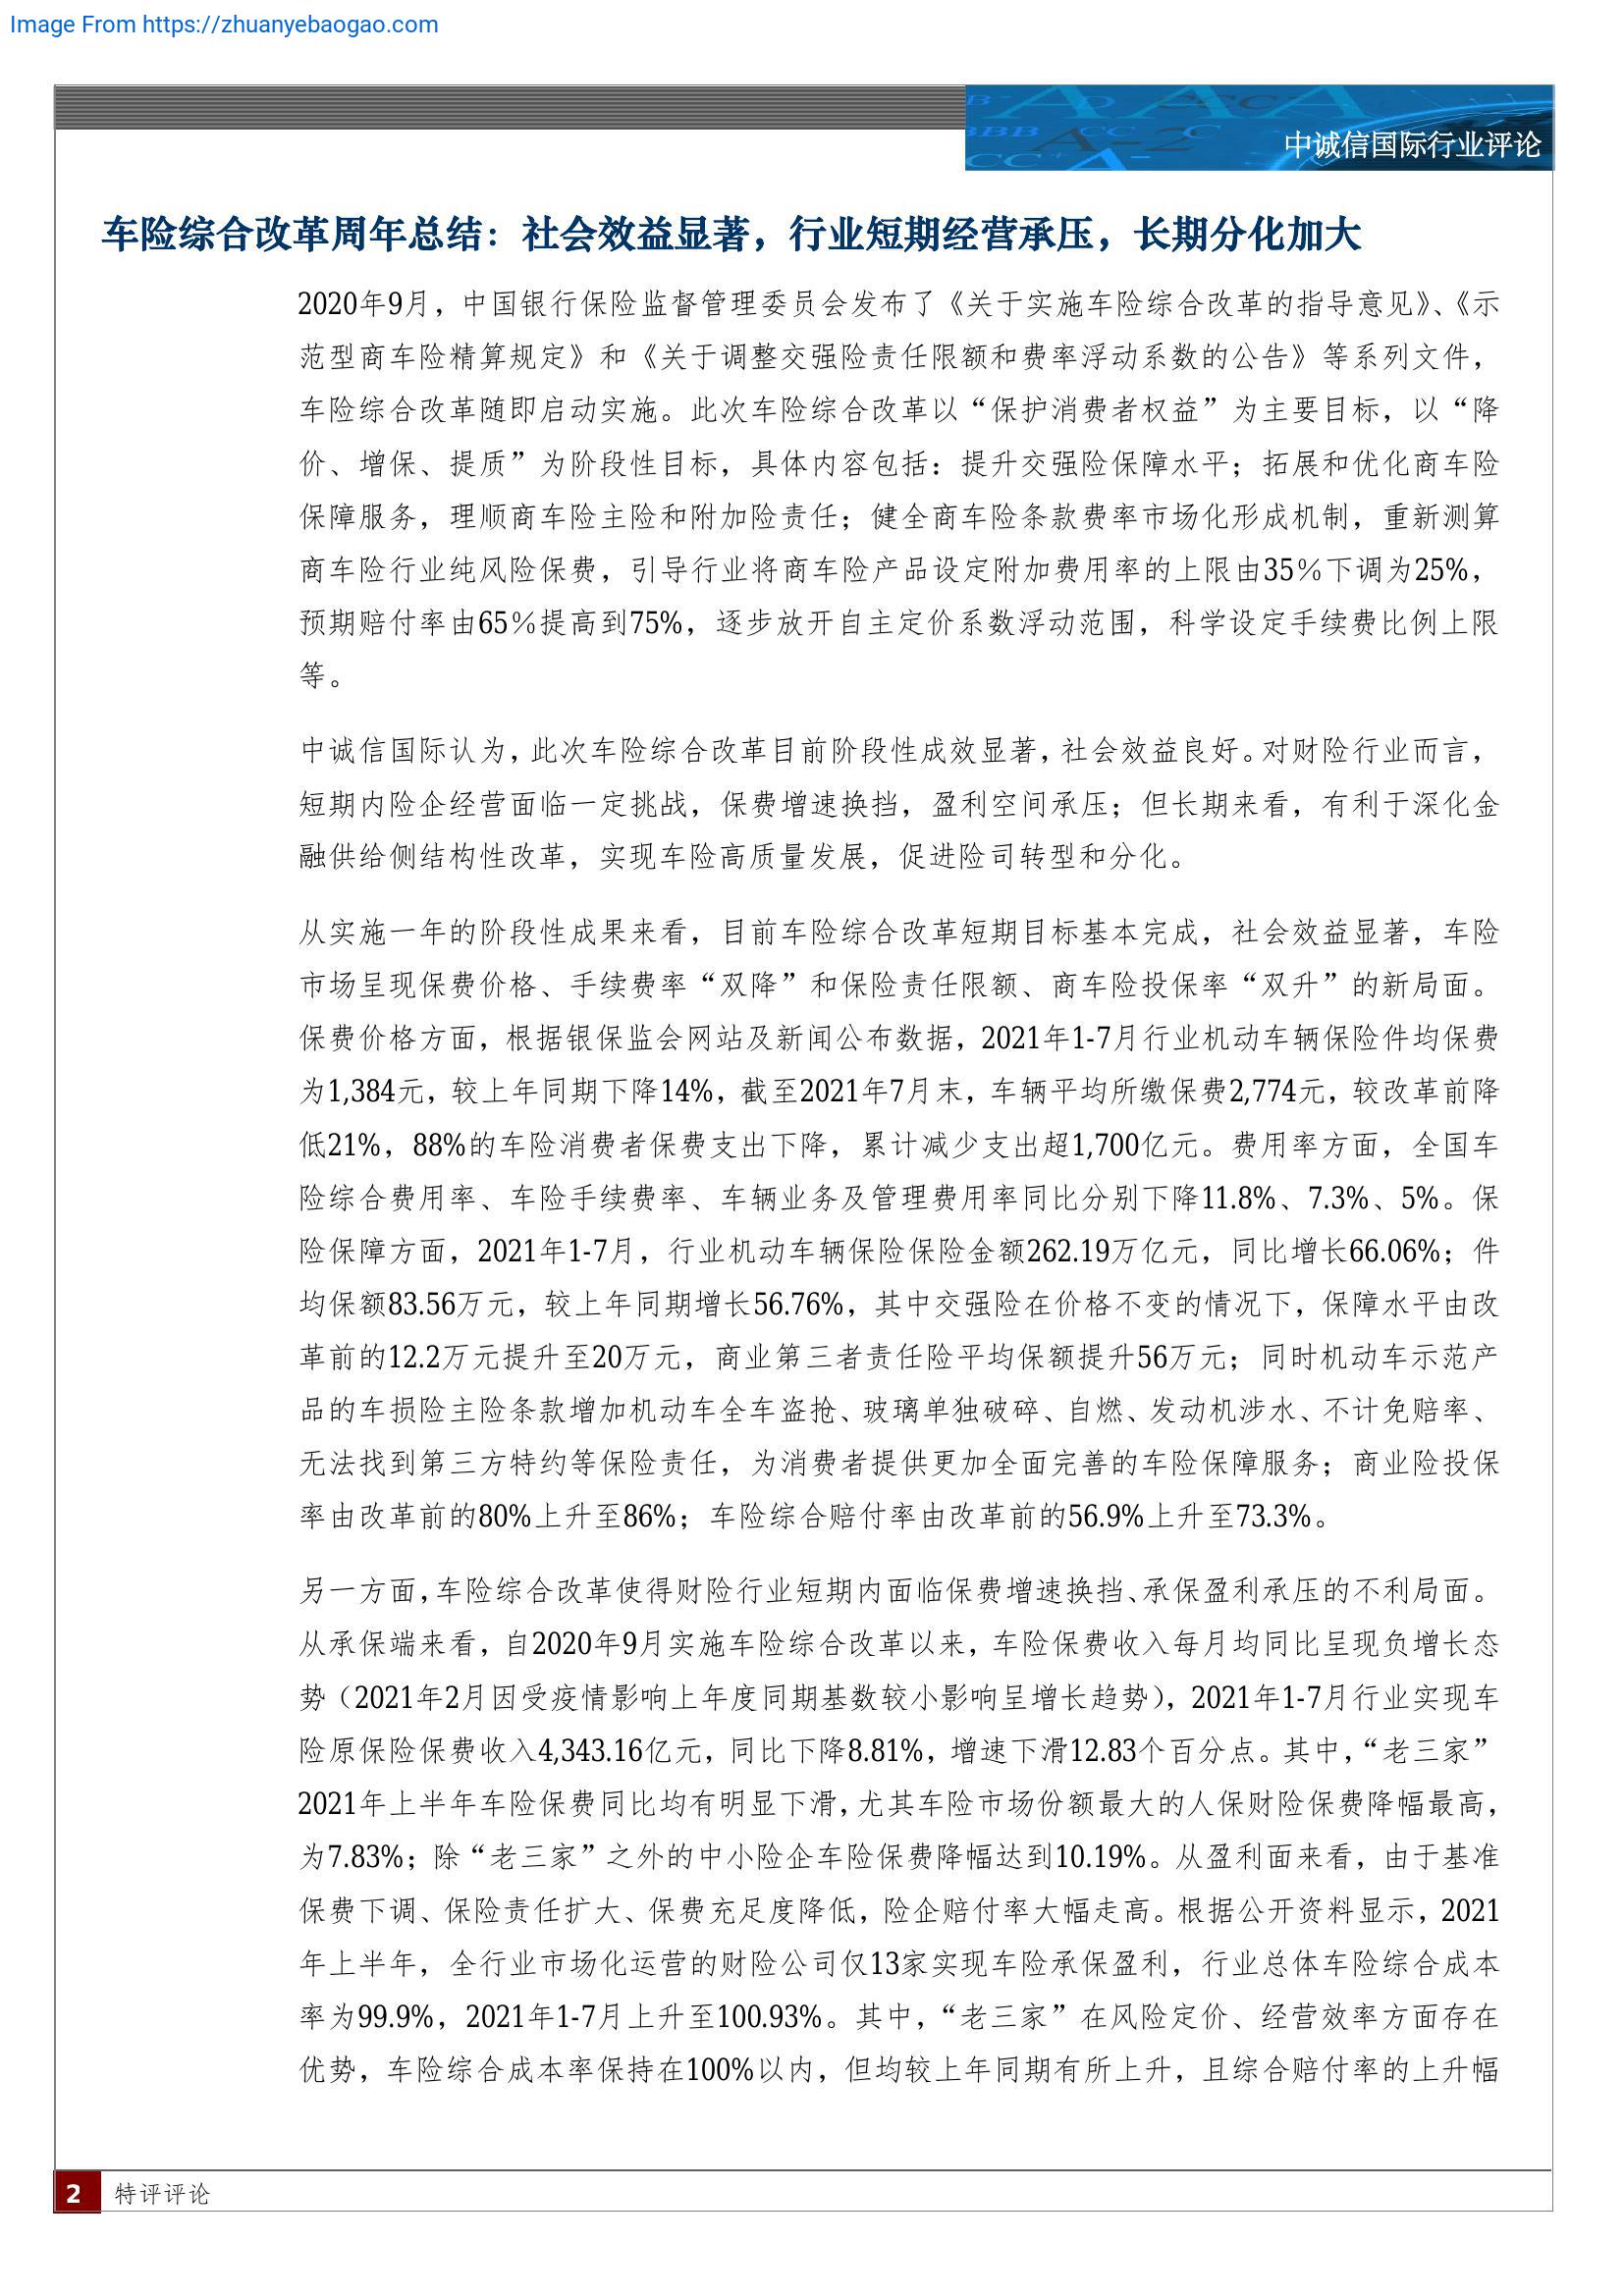 Image From https://zhuanyebaogao.com
中诚信国际行业评论
车险综合改革周年总结：社会效益显著，行业短期经营承压，长期分化加大
2020年9月，中国银行保险监督管理委员会发布了《关于实施车险综合改革的指导意见》、《示
范型商车险精算规定》和《关于调整交强险责任限额和费率浮动系数的公告》等系列文件，
车险综合改革随即启动实施。此次车险综合改革以“保护消费者权益”为主要目标，以“降
价、增保、提质”为阶段性目标，具体内容包括：提升交强险保障水平；拓展和优化商车险
保障服务，理顺商车险主险和附加险责任；健全商车险条款费率市场化形成机制，重新测算
商车险行业纯风险保费，引导行业将商车险产品设定附加费用率的上限由35%下调为25%，
预期赔付率由65%提高到75%，逐步放开自主定价系数浮动范围，科学设定手续费比例上限
等。
中诚信国际认为，此次车险综合改革目前阶段性成效显著，社会效益良好。对财险行业而言，
短期内险企经营面临一定挑战，保费增速换挡，盈利空间承压；但长期来看，有利于深化金
融供给侧结构性改革，实现车险高质量发展，促进险司转型和分化。
从实施一年的阶段性成果来看，目前车险综合改革短期目标基本完成，社会效益显著，车险
市场呈现保费价格、手续费率“双降”和保险责任限额、商车险投保率“双升”的新局面。
保费价格方面，根据银保监会网站及新闻公布数据，2021年1-7月行业机动车辆保险件均保费
为1,384元，较上年同期下降14%，截至2021年7月末，车辆平均所缴保费2,774元，较改革前降
低21%，88%的车险消费者保费支出下降，累计减少支出超1,700亿元。费用率方面，全国车
险综合费用率、车险手续费率、车辆业务及管理费用率同比分别下降11.8%、7.3%、5%。保
险保障方面，2021年1-7月，行业机动车辆保险保险金额262.19万亿元，同比增长66.06%；件
均保额83.56万元，较上年同期增长56.76%，其中交强险在价格不变的情况下，保障水平由改
革前的12.2万元提升至20万元，商业第三者责任险平均保额提升56万元；同时机动车示范产
品的车损险主险条款增加机动车全车盗抢、玻璃单独破碎、自燃、发动机涉水、不计免赔率、
无法找到第三方特约等保险责任，为消费者提供更加全面完善的车险保障服务；商业险投保
率由改革前的80%上升至86%；车险综合赔付率由改革前的56.9%上升至73.3%。
另一方面，车险综合改革使得财险行业短期内面临保费增速换挡、承保盈利承压的不利局面。
从承保端来看，自2020年9月实施车险综合改革以来，车险保费收入每月均同比呈现负增长态
势（2021年2月因受疫情影响上年度同期基数较小影响呈增长趋势），2021年1-7月行业实现车
险原保险保费收入4,343.16亿元，同比下降8.81%，增速下滑12.83个百分点。其中，“老三家”
2021年上半年车险保费同比均有明显下滑，尤其车险市场份额最大的人保财险保费降幅最高，
为7.83%；除“老三家”之外的中小险企车险保费降幅达到10.19%。从盈利面来看，由于基准
保费下调、保险责任扩大、保费充足度降低，险企赔付率大幅走高。根据公开资料显示，2021
年上半年，全行业市场化运营的财险公司仅13家实现车险承保盈利，行业总体车险综合成本
率为99.9%，2021年1-7月上升至100.93%。其中，“老三家”在风险定价、经营效率方面存在
优势，车险综合成本率保持在100%以内，但均较上年同期有所上升，且综合赔付率的上升幅
2 特评评论